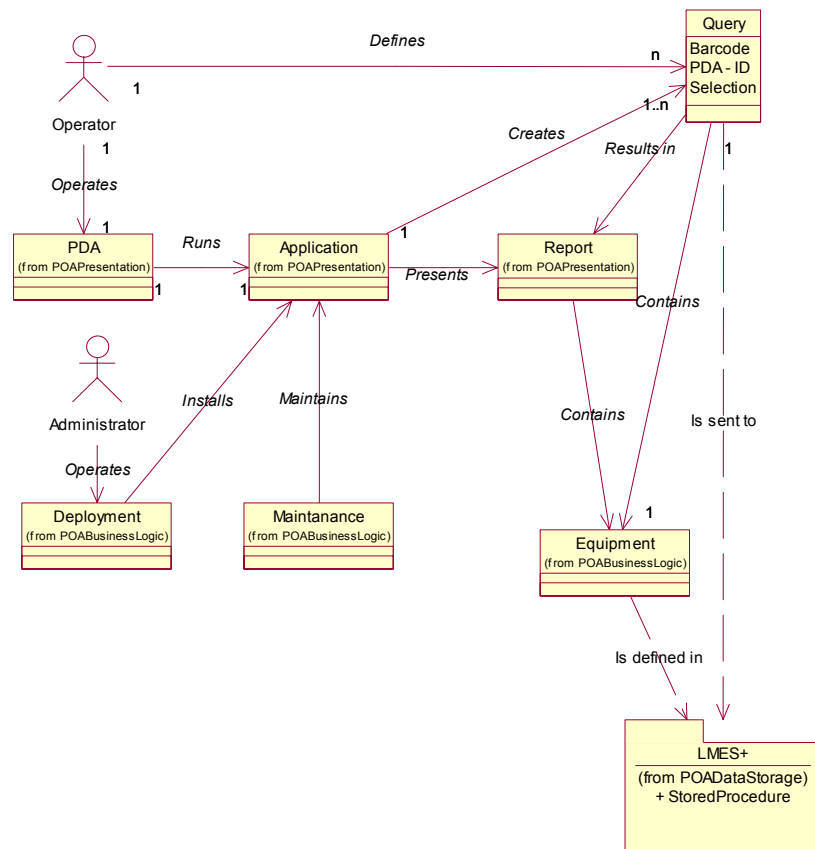 Query
Barcode
PDA - ID
Selection
Defines
n
1
Operator
1
Operates
1
1..n
Creates
Results in
1
PDA
(from POAPresentation)
1
Runs
1
Application
(from POAPresentation)
1
Presents
Report
(from POAPresentation)
Contains
Administrator
Operates
Installs
Maintains
Contains
Is sent to
Deployment
(from POABusinessLogic)
Maintanance
(from POABusinessLogic)
1
Equipment
(from POABusinessLogic)
Is defined in
LMES+
(from POADataStorage)
+ StoredProcedure